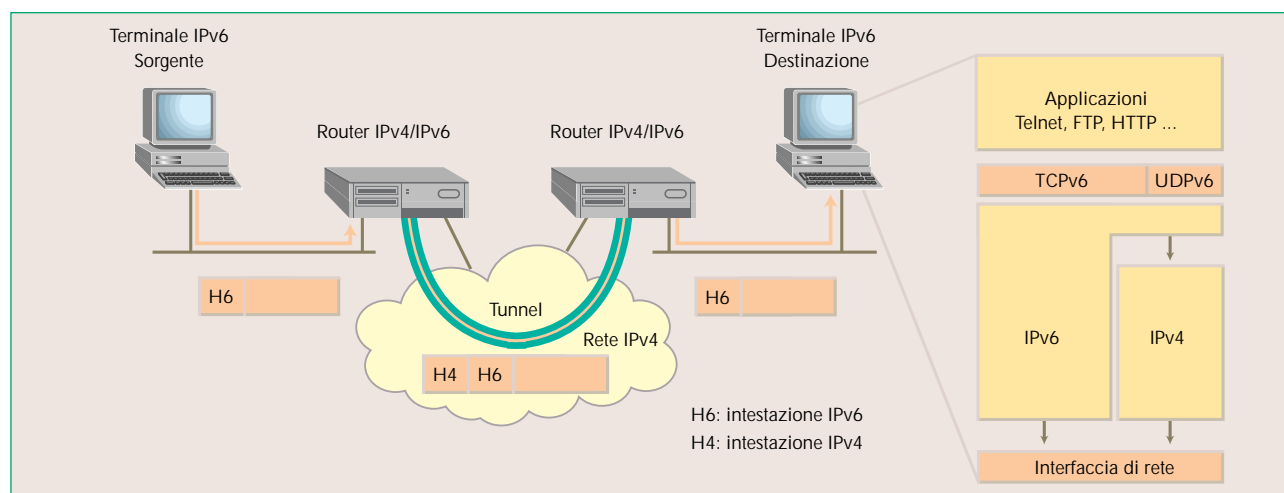 Terminale IPv6
Sorgente
Terminale IPv6
Destinazione
Router IPv4/IPv6
Router IPv4/IPv6
Applicazioni
Telnet, FTP, HTTP ...
TCPv6
UDPv6
H6
Tunnel
H6
Rete IPv4
IPv6
IPv4
H4
H6
H6: intestazione IPv6
H4: intestazione IPv4
Interfaccia di rete